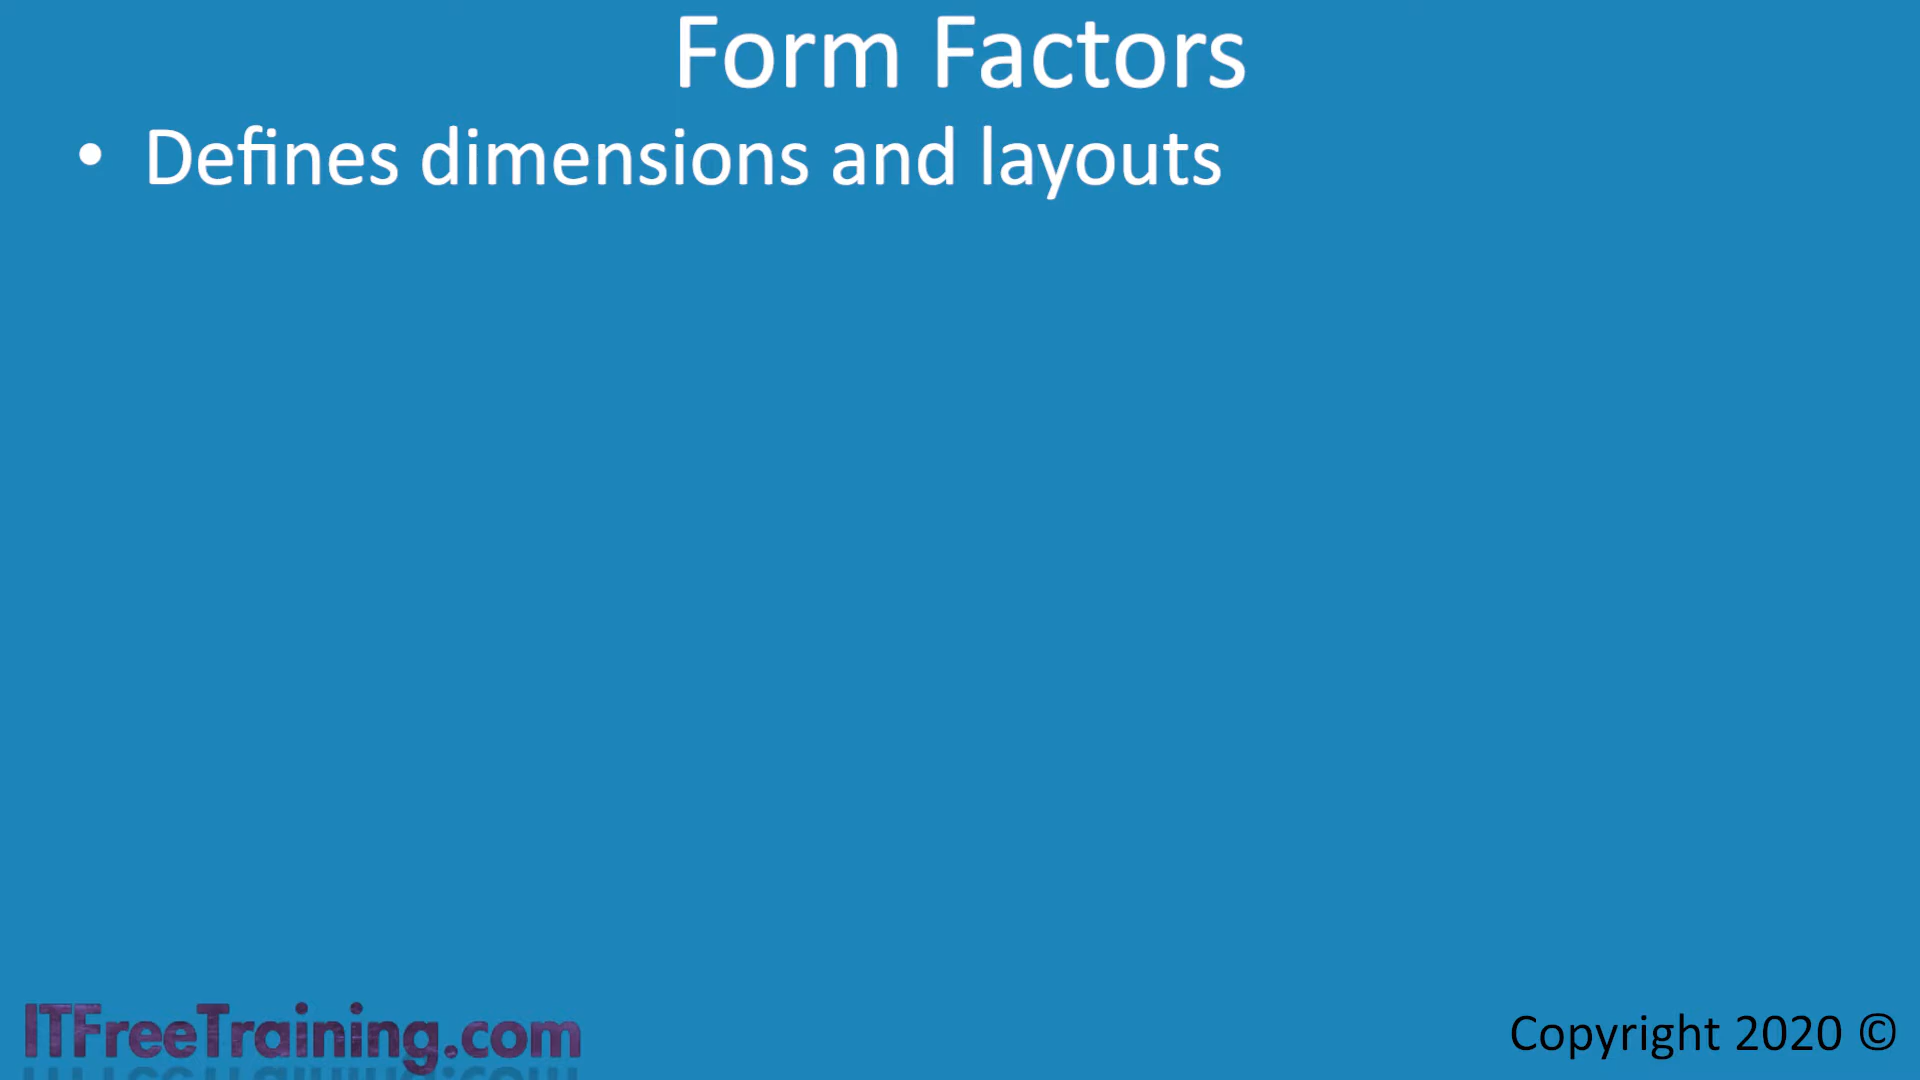 Form Factors
• Defines dimensions and layouts
ITFreeTraining.com
Copyright 2020 ©